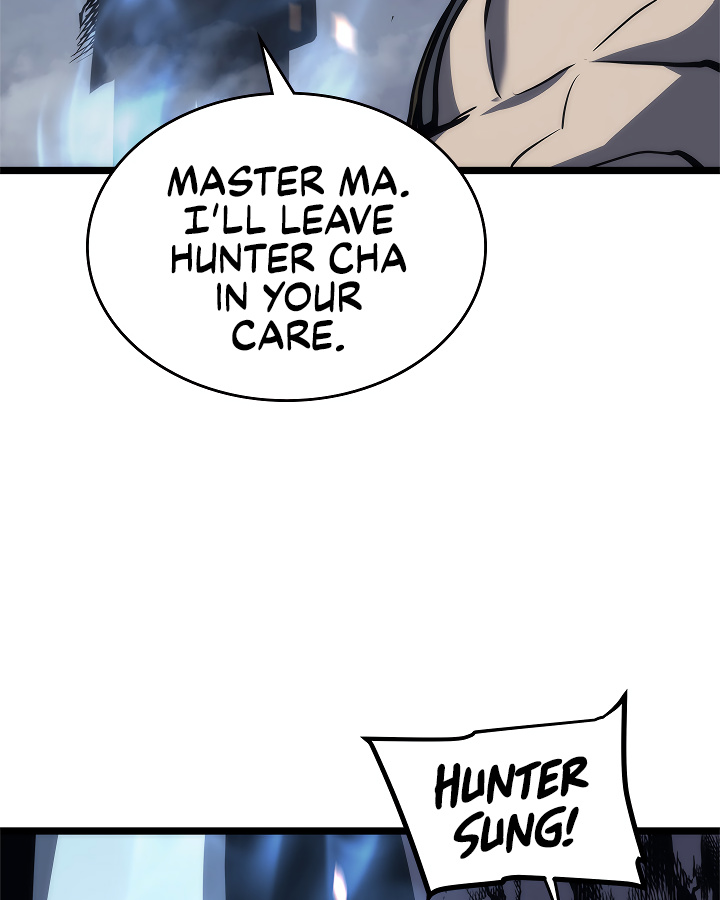 MASTER MA.
I'LL LEAVE
HUNTER CHA
IN YOUR
CARE.
HUNTER
SUNG!